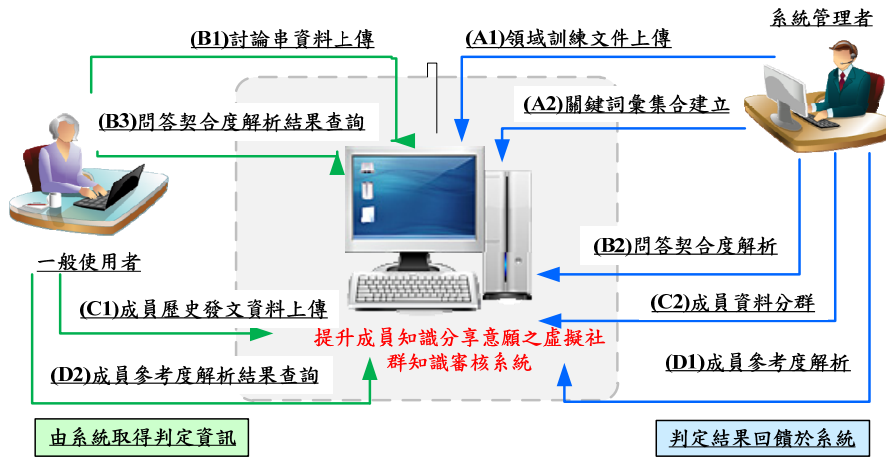 系統管理者
(B1)討論串資料上傳
(A1)領域訓練文件上傳
(A2)關鍵詞彙集合建立
(B3)問答契合度解析結果查詢
(B2)問答契合度解析
一般使用者
(C1)成員歷史發文資料上傳
(C2)成員資料分群
提升成員知識分享意願之虛擬社
群知識審核系統
(D1)成員參考度解析
(D2)成員參考度解析結果查詢
由系統取得判定資訊
判定結果回饋於系統